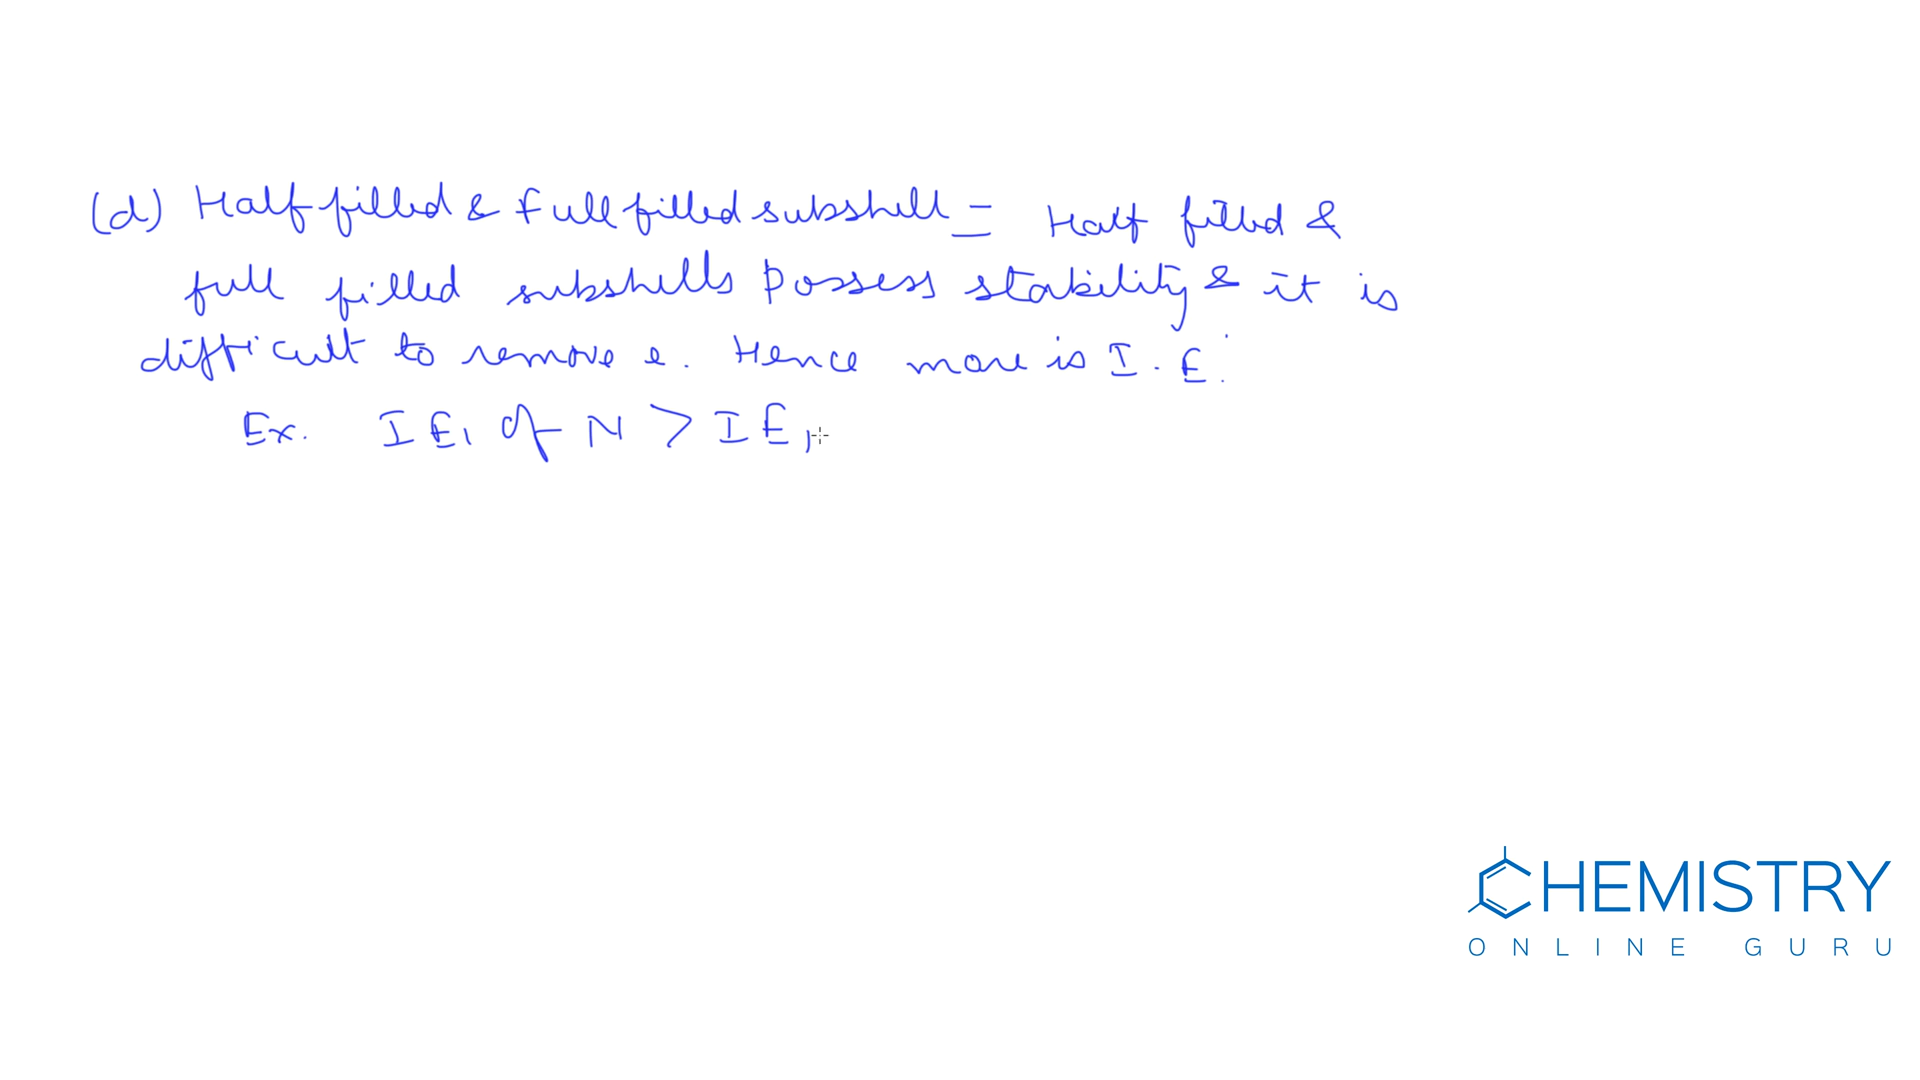 (d) Half filled & Full filled subshell = Half filled &
full filled subshells possess stability & it is
difficult to remove e. Hence more is I.E.
Ex. IE₁ of N > IE₁
CHEMISTRY
ONLINE GURU